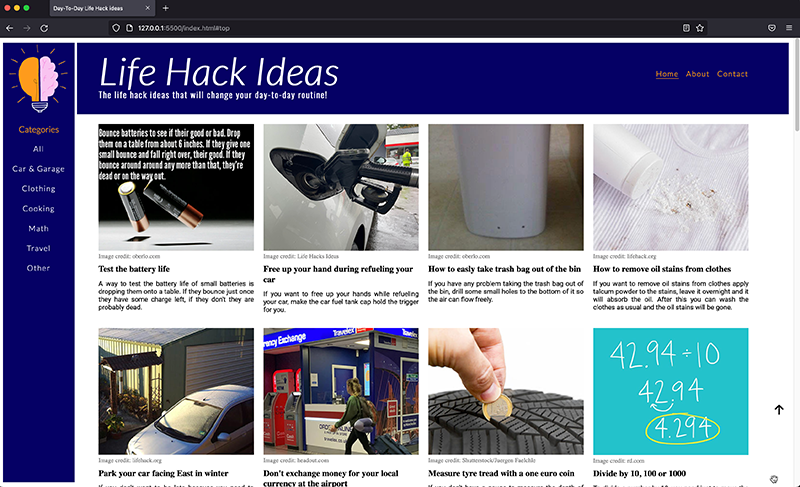 Day-To-Day Life Hack Ideas
127.0.0.1:5500/index.html#top
Life Hack Ideas
The life hack ideas that will change your day-to-day routine!
Home About Contact
Categories
All
Car & Garage
Clothing
Cooking
Math
Travel
Other
Bounce batteries to see if their good or bad. Drop
them on a table from about 6 inches. If they give one
small bounce and fall right over, their good. If they
bounce around around any more than that, they're
dead or on the way out.
Image credit: oberlo.com
Test the battery life
A way to test the battery life of small batteries is
dropping them onto a table. If they bounce just once
they have some charge left, if they don't they are
probably dead.
Image credit: Life Hacks Ideas
Free up your hand during refueling your
car
If you want to free up your hands while refueling
your car, make the car fuel tank cap hold the trigger
for you.
Image credit: oberlo.com
How to easily take trash bag out of the bin
If you have any problem taking the trash bag out of
the bin, drill some small holes to the bottom of it so
the air can flow freely.
Image credit: lifehack.org
How to remove oil stains from clothes
If you want to remove oil stains from clothes apply
talcum powder to the stains, leave it overnight and it
will absorb the oil. After this you can wash the
clothes as usual and the oil stains will be gone.
Image credit: lifehack.org
Park your car facing East in winter
rency Exchange Travelex
Image credit: headout.com
Don't exchange money for your local
currency at the airport
Image credit: Shutterstock/Juergen Faelchle
Measure tyre tread with a one euro coin
42.94 ÷ 10
42.94
4.294
Image credit: rd.com
Divide by 10, 100 or 1000